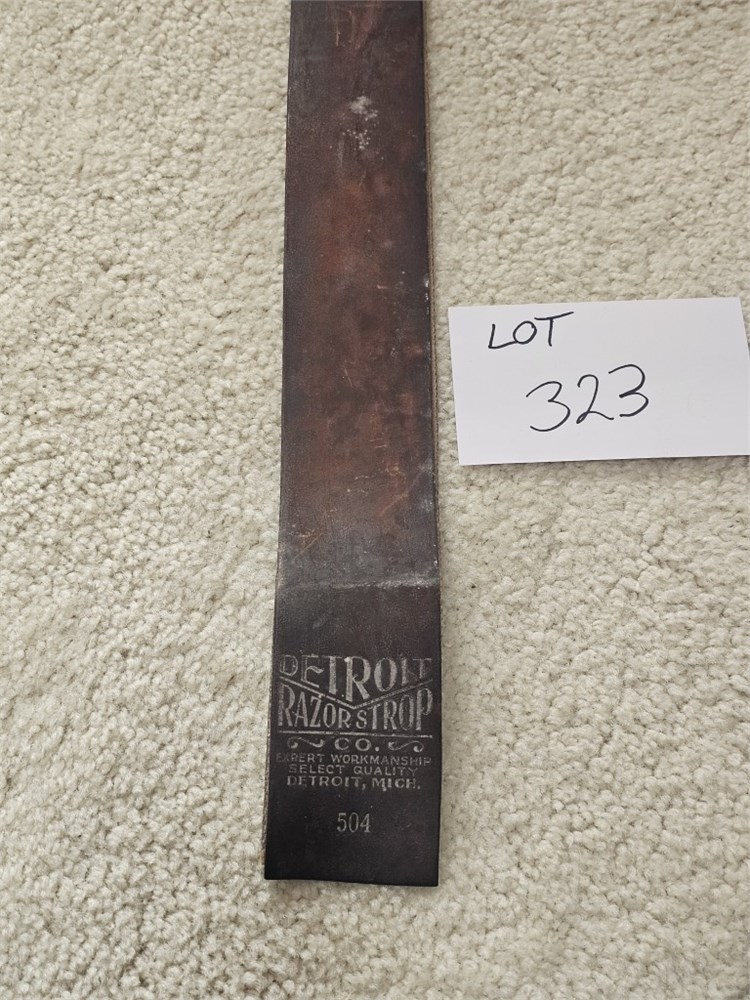 LOT
323
DETROIT
RAZOR STROP
CO.
EXPERT WORKMANSHIP
SELECT QUALITY
DETROIT, MICH.
504